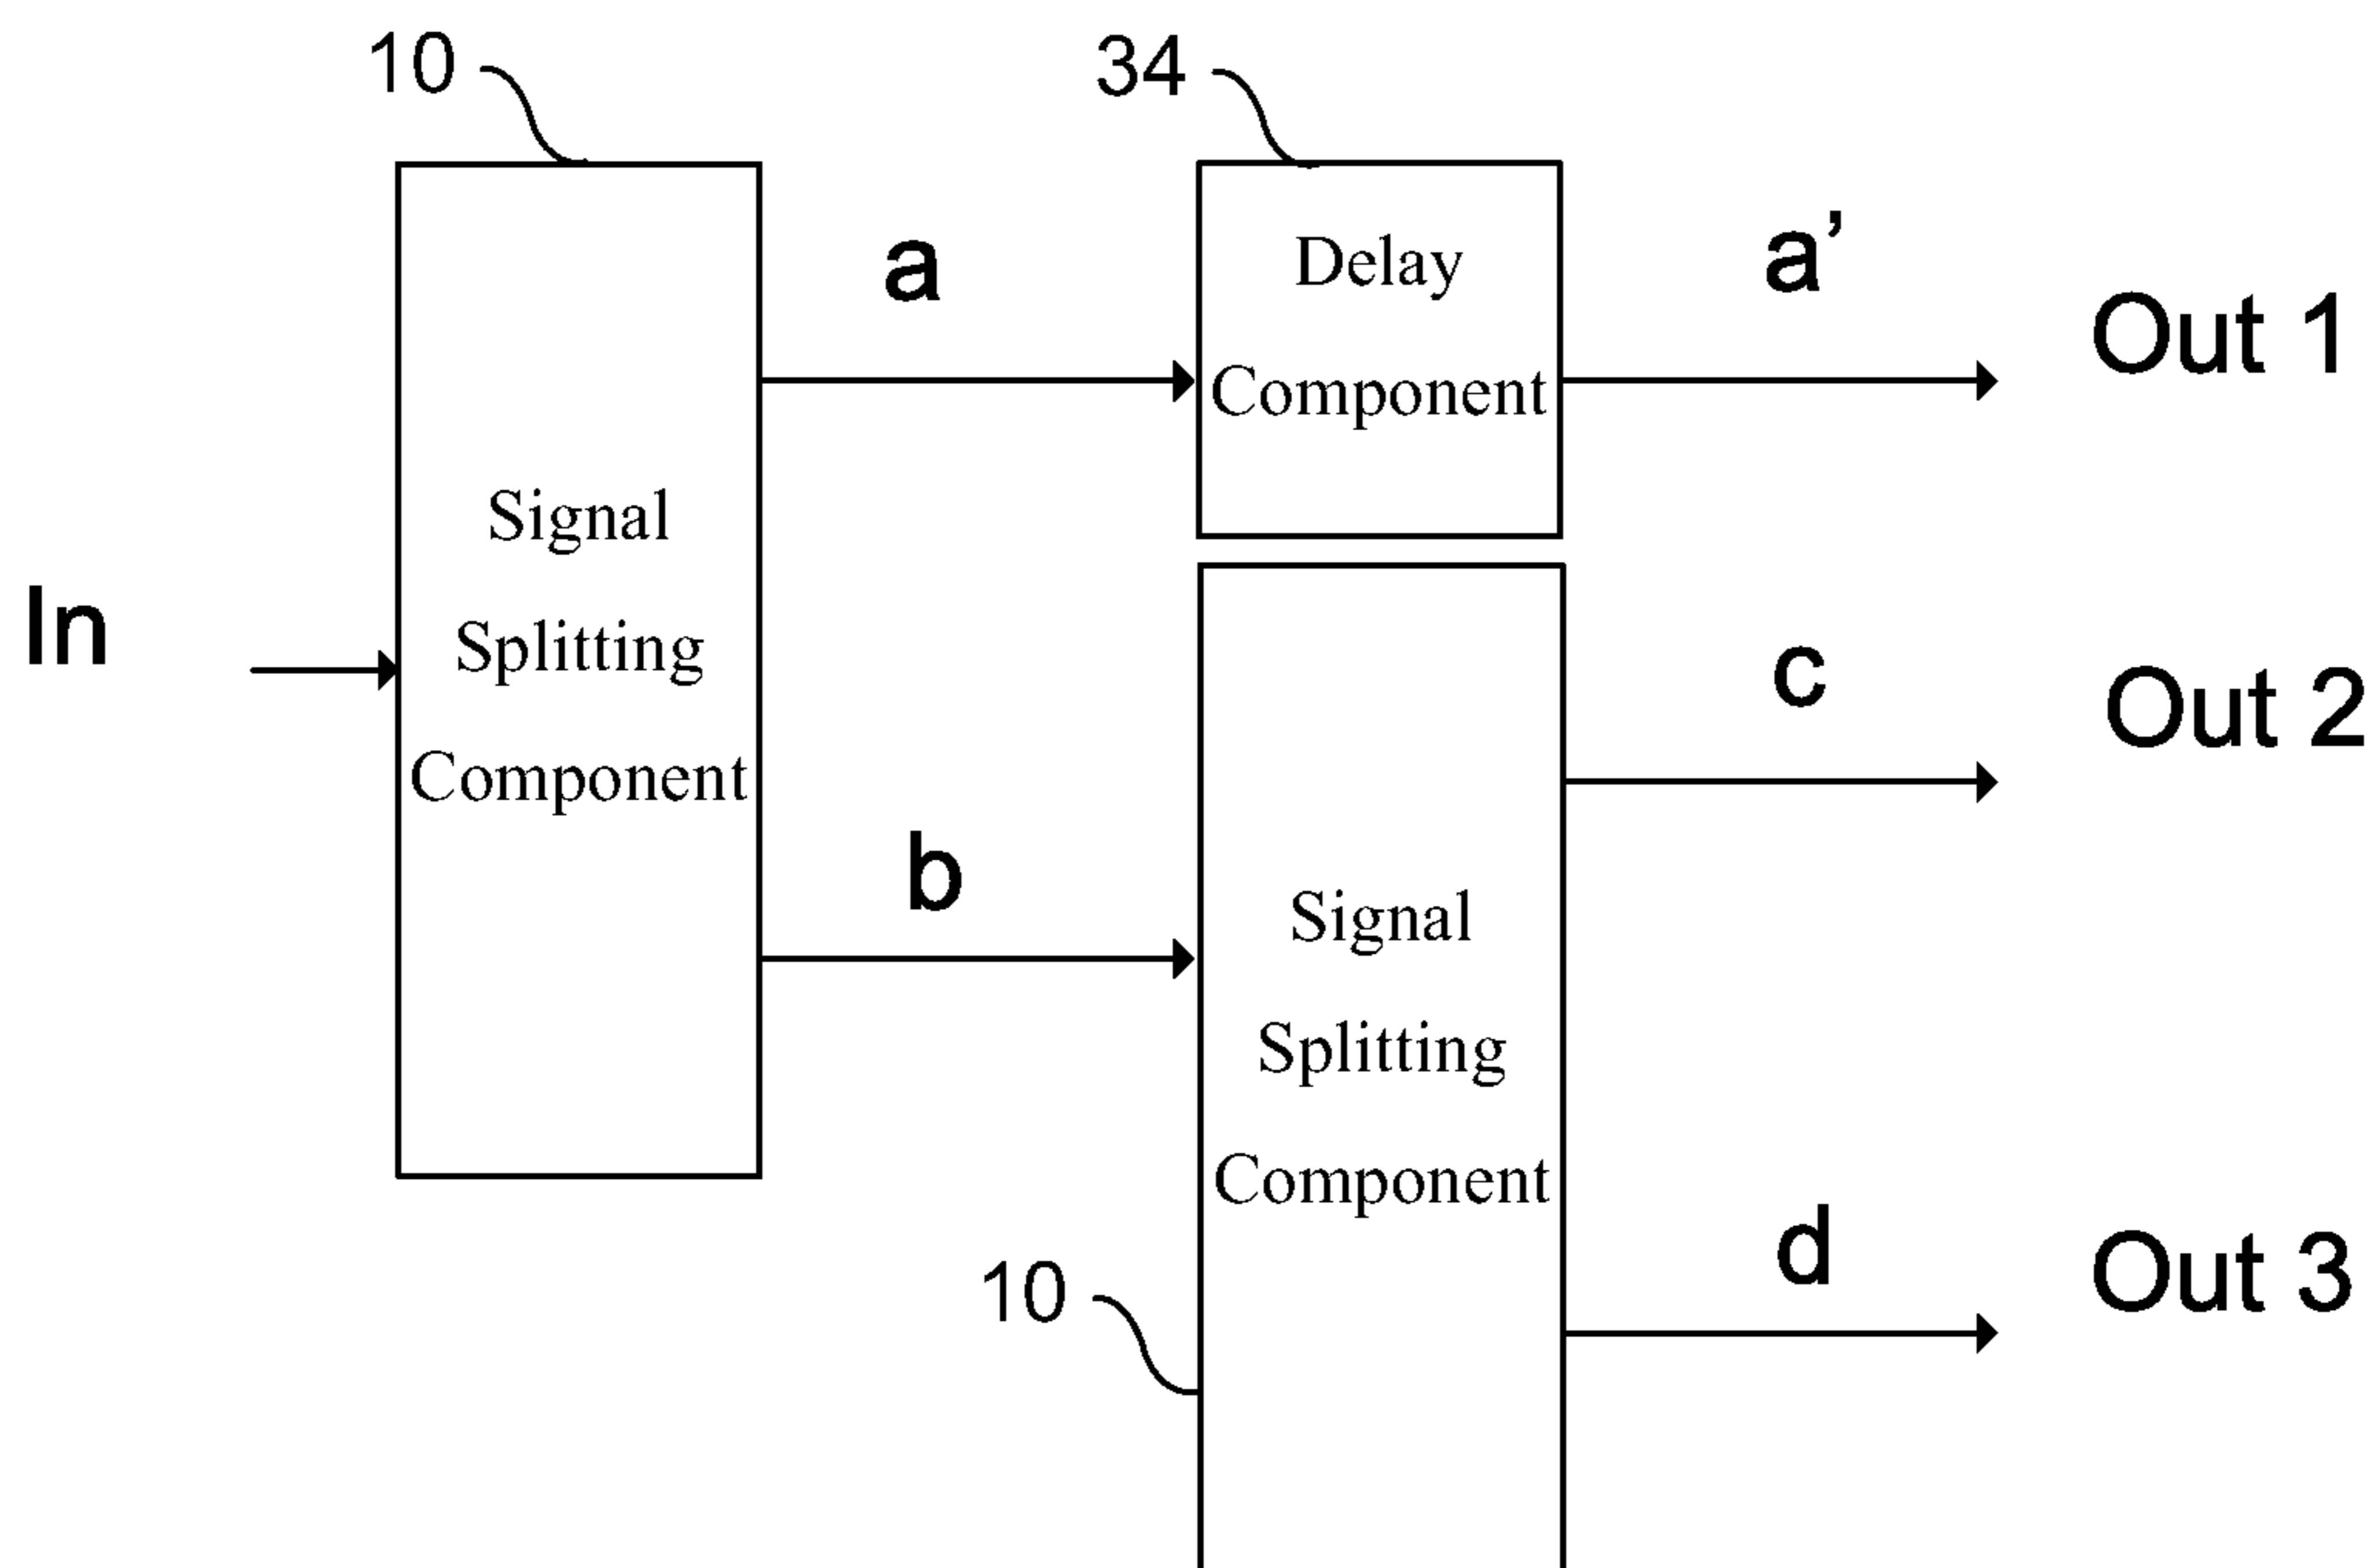 10
34
In
Signal
Splitting
Component
a
b
Delay
Component
a’
Out 1
Signal
Splitting
Component
10
c
Out 2
d
Out 3